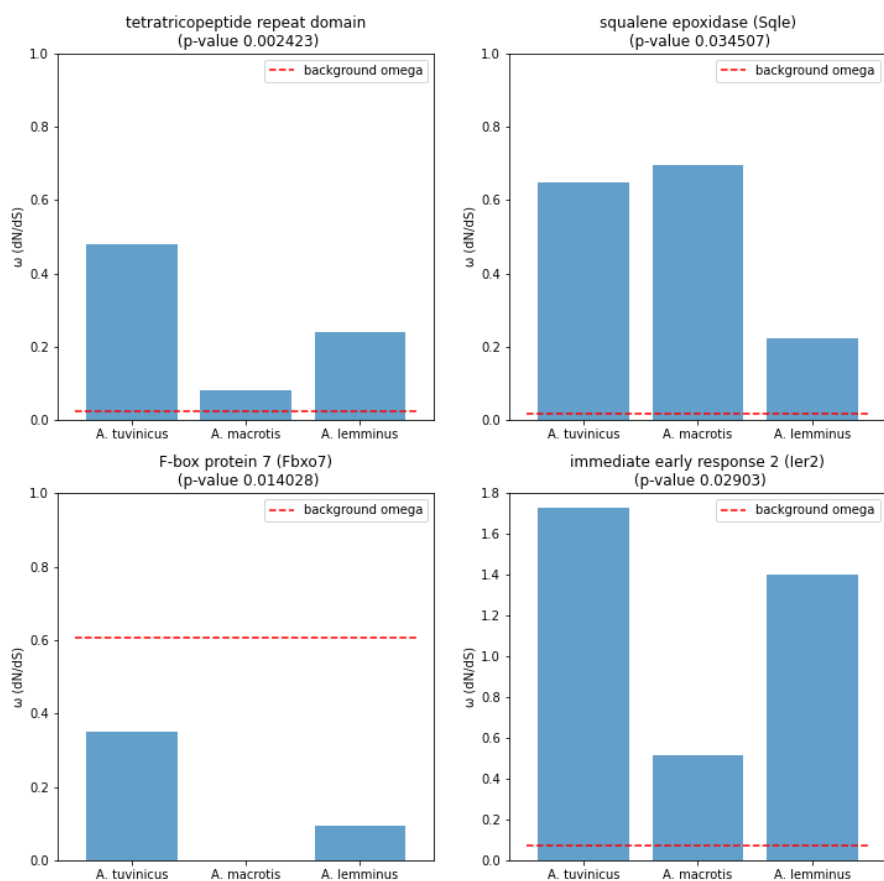 tetratricopeptide repeat domain
(p-value 0.002423)
background omega
ω (dN/dS)
1.0
0.8
0.6
0.4
0.2
0.0
A. tuvinicus A. macrotis A. lemminus
squalene epoxidase (Sqle)
(p-value 0.034507)
background omega
ω (dN/dS)
1.0
0.8
0.6
0.4
0.2
0.0
A. tuvinicus A. macrotis A. lemminus
F-box protein 7 (Fbxo7)
(p-value 0.014028)
background omega
ω (dN/dS)
1.0
0.8
0.6
0.4
0.2
0.0
A. tuvinicus A. macrotis A. lemminus
immediate early response 2 (Ier2)
(p-value 0.02903)
background omega
ω (dN/dS)
1.8
1.4
1.2
1.0
0.8
0.6
0.4
0.2
0.0
A. tuvinicus A. macrotis A. lemminus